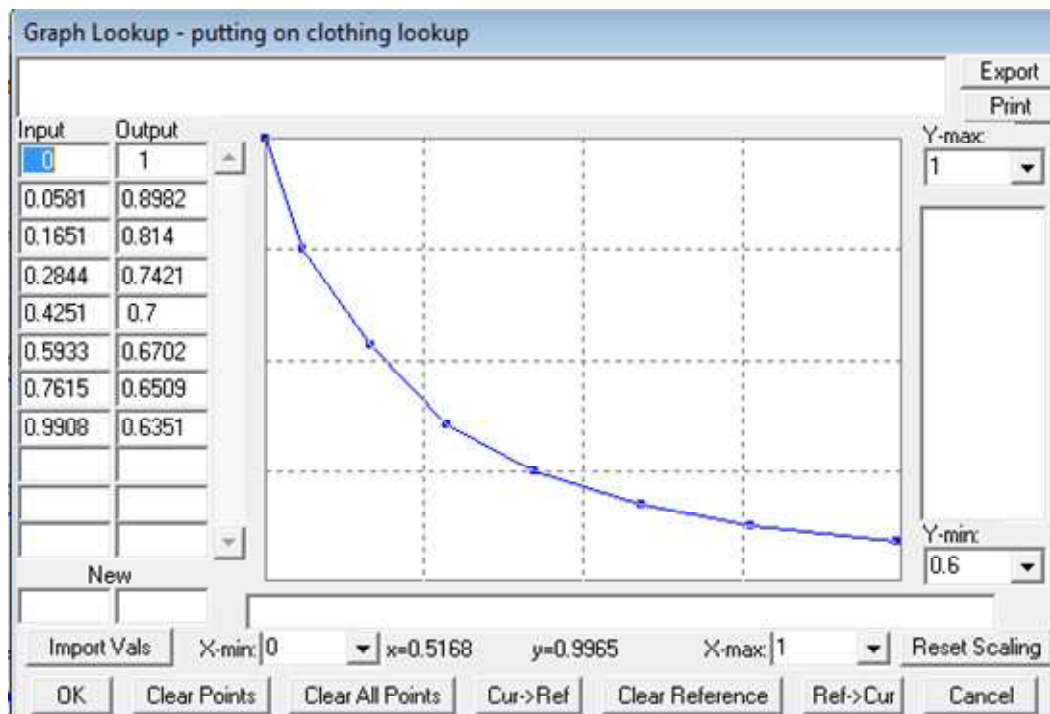 Graph Lookup - putting on clothing lookup
Export
Print
Input Output
Y-max:
0 1
1
0.0581 0.8982
0.1651 0.814
0.2844 0.7421
0.4251 0.7
0.5933 0.6702
0.7615 0.6509
0.9908 0.6351
Y-min:
0.6
New
Import Vals X-min: 0 x=0.5168 y=0.9965 X-max: 1 Reset Scaling
OK Clear Points Clear All Points Cur->Ref Clear Reference Ref->Cur Cancel